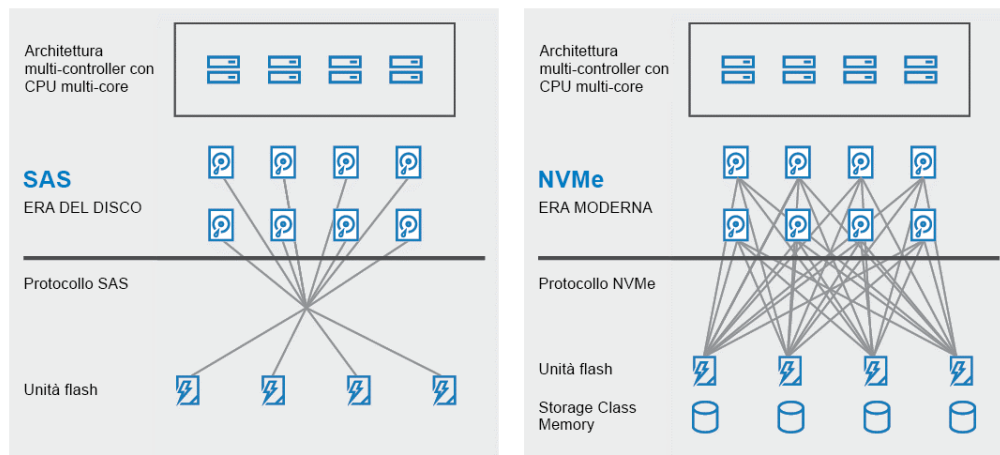 Architettura
multi-controller con
CPU multi-core
SAS
ERA DEL DISCO
Protocollo SAS
Unità flash
Architettura
multi-controller con
CPU multi-core
NVMe
ERA MODERNA
Protocollo NVMe
Unità flash
Storage Class
Memory